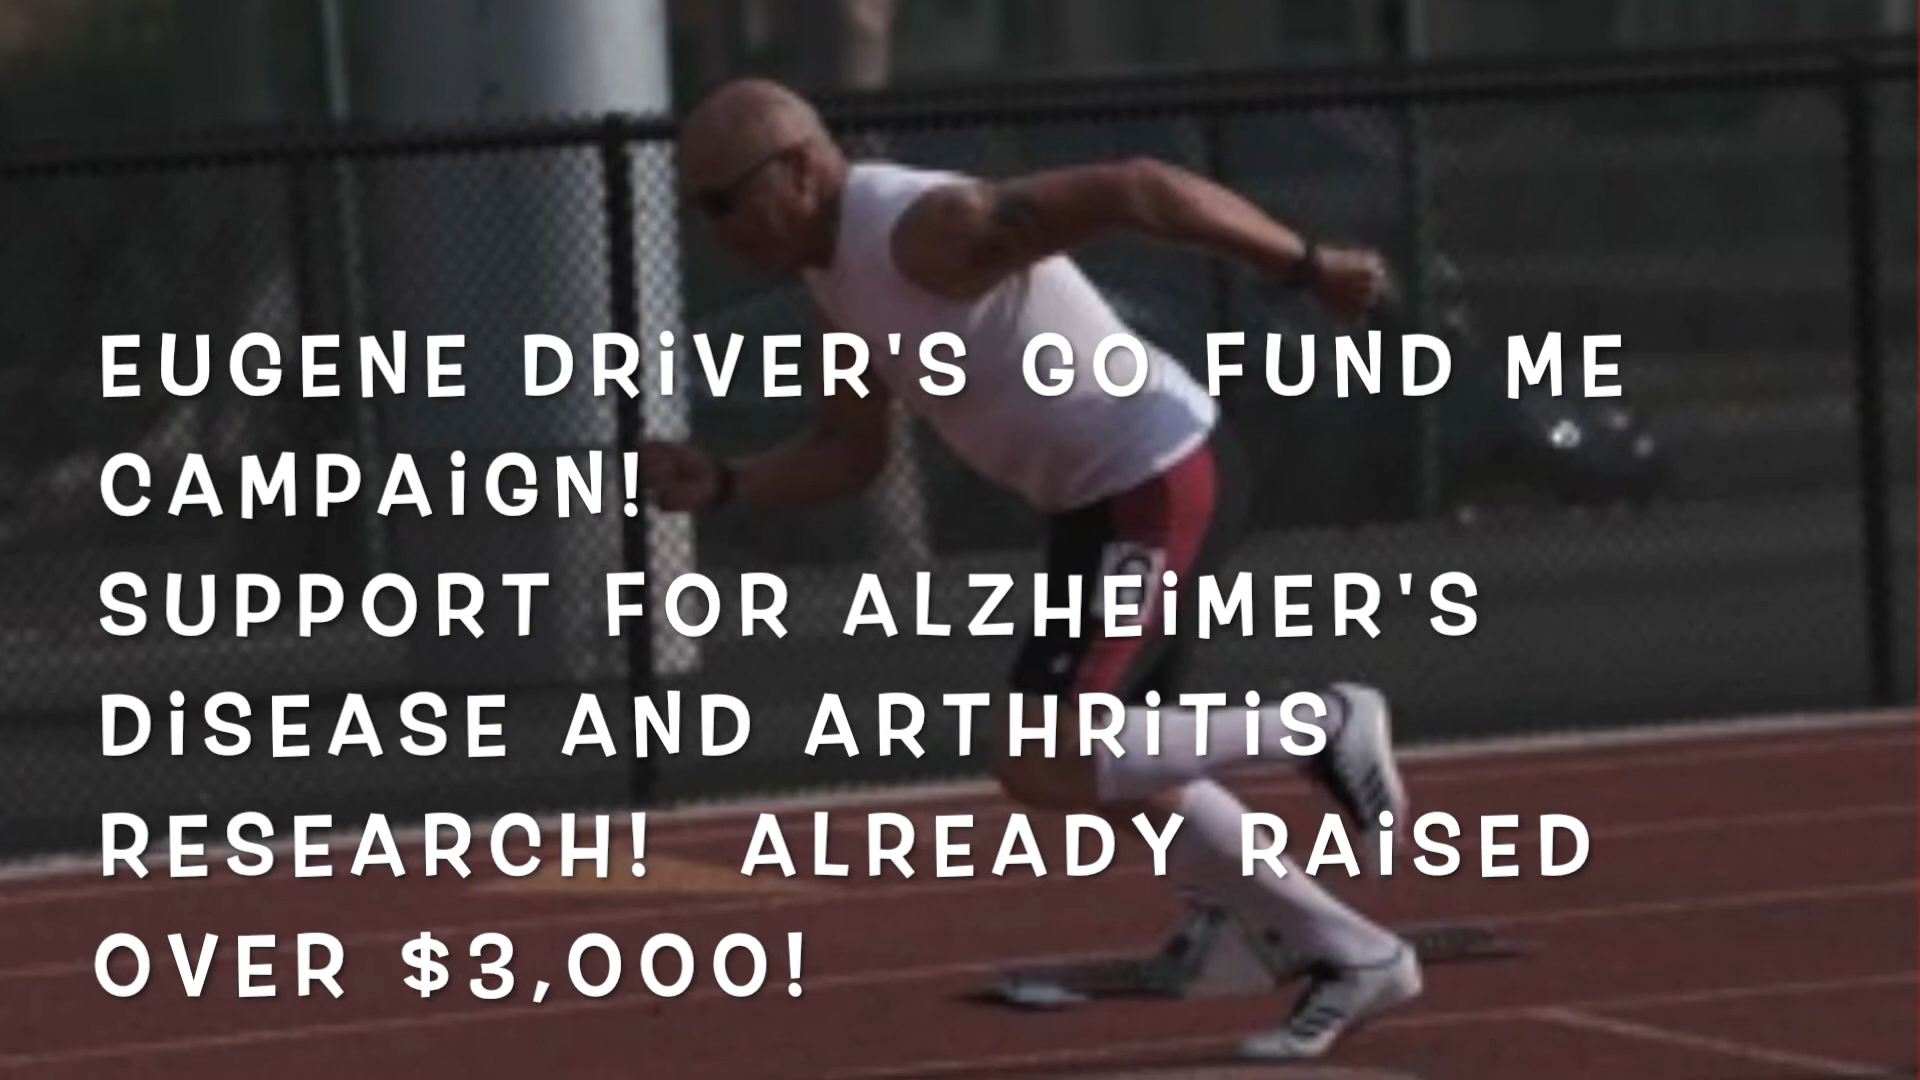 EUGENE DRiVER'S GO FUND ME
CAMPAiGN!
SUPPORT FOR ALZHEiMER'S
DiSEASE AND ARTHRiTiS
RESEARCH! ALREADY RAiSED
OVER $3,000!